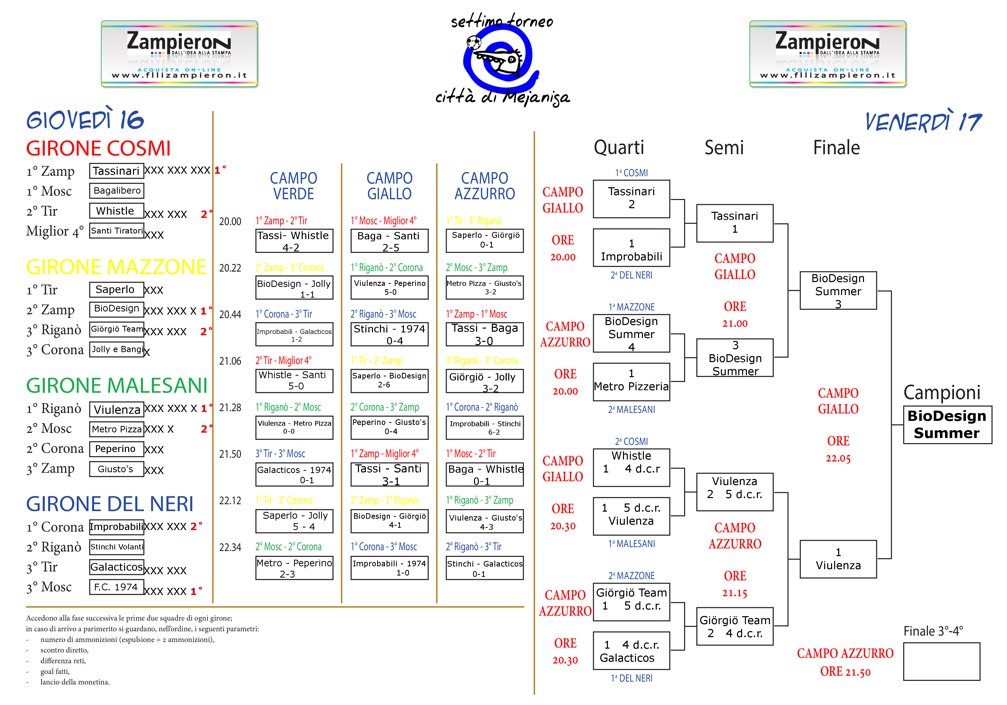 Zampieron
DALL'IDEA ALLA STAMPA
ACQUISTA ON-LINE
www.fllizampieron.it
settimo torneo
città di Mejaniga
Zampieron
DALL'IDEA ALLA STAMPA
ACQUISTA ON-LINE
www.fllizampieron.it
GIOVEDÌ 16
VENERDÌ 17
GIRONE COSMI
1° Zamp Tassinari XXX XXX XXX 1°
1° Mosc Bagalibero
2° Tir Whistle XXX XXX 2°
Miglior 4° Santi Tiratori XXX
GIRONE MAZZONE
1° Tir Saperlo XXX
2° Zamp BioDesign XXX XXX X 1°
3° Riganò Giörgiö Team XXX XXX 2°
3° Corona Jolly e Bangi X
GIRONE MALESANI
1° Riganò Viulenza XXX XXX X 1°
2° Mosc Metro Pizza XXX X 2°
2° Corona Peperino XXX
3° Zamp Giusto's XXX
GIRONE DEL NERI
1° Corona Improbabili XXX XXX 2°
2° Riganò Stinchi Volanti
3° Tir Galacticos XXX XXX
3° Mosc F.C. 1974 XXX XXX 1°
Accedono alla fase successiva le prime due squadre di ogni girone;
in caso di arrivo a parimerito si guardano, nell'ordine, i seguenti parametri:
- numero di ammonizioni (espulsione = 2 ammonizioni),
- scontro diretto,
- differenza reti,
- goal fatti,
- lancio della monetina.
CAMPO VERDE
CAMPO GIALLO
CAMPO AZZURRO
20.00
1° Zamp - 2° Tir
Tassi- Whistle
4-2
1° Mosc - Miglior 4°
Baga - Santi
2-5
1° Tir - 3° Riganò
Saperlo - Giörgiö
0-1
20.22
2° Zamp - 3° Corona
BioDesign - Jolly
1-1
1° Riganò - 2° Corona
Viulenza - Peperino
5-0
2° Mosc - 3° Zamp
Metro Pizza - Giusto's
3-2
20.44
1° Corona - 3° Tir
Improbabili - Galacticos
1-2
2° Riganò - 3° Mosc
Stinchi - 1974
0-4
1° Zamp - 1° Mosc
Tassi - Baga
3-0
21.06
2° Tir - Miglior 4°
Whistle - Santi
5-0
1° Tir - 2° Zamp
Saperlo - BioDesign
2-6
3° Riganò - 3° Corona
Giörgiö - Jolly
3-2
21.28
1° Riganò - 2° Mosc
Viulenza - Metro Pizza
0-0
2° Corona - 3° Zamp
Peperino - Giusto's
0-4
1° Corona - 2° Riganò
Improbabili - Stinchi
6-2
21.50
3° Tir - 3° Mosc
Galacticos - 1974
0-1
1° Zamp - Miglior 4°
Tassi - Santi
3-1
1° Mosc - 2° Tir
Baga - Whistle
0-1
22.12
1° Tir - 3° Corona
Saperlo - Jolly
5 - 4
2° Zamp - 3° Riganò
BioDesign - Giörgiö
4-1
1° Riganò - 3° Zamp
Viulenza - Giusto's
4-3
22.34
2° Mosc - 2° Corona
Metro - Peperino
2-3
1° Corona - 3° Mosc
Improbabili - 1974
1-0
2° Riganò - 3° Tir
Stinchi - Galacticos
0-1
Quarti
Semi
Finale
CAMPO
GIALLO
ORE
20.00
1ª COSMI
Tassinari
2
1
Improbabili
2ª DEL NERI
CAMPO
AZZURRO
ORE
20.00
1ª MAZZONE
BioDesign
Summer
4
1
Metro Pizzeria
2ª MALESANI
CAMPO
GIALLO
ORE
20.30
2ª COSMI
Whistle
1 4 d.c.r
1 5 d.c.r.
Viulenza
1ª MALESANI
CAMPO
AZZURRO
ORE
20.30
2ª MAZZONE
Giörgiö Team
1 5 d.c.r.
1 4 d.c.r.
Galacticos
1ª DEL NERI
Tassinari
1
CAMPO
GIALLO
ORE
21.00
3
BioDesign
Summer
Viulenza
2 5 d.c.r.
CAMPO
AZZURRO
ORE
21.15
Giörgiö Team
2 4 d.c.r.
BioDesign
Summer
3
CAMPO
GIALLO
ORE
22.05
1
Viulenza
Campioni
BioDesign
Summer
Finale 3°-4°
CAMPO AZZURRO
ORE 21.50